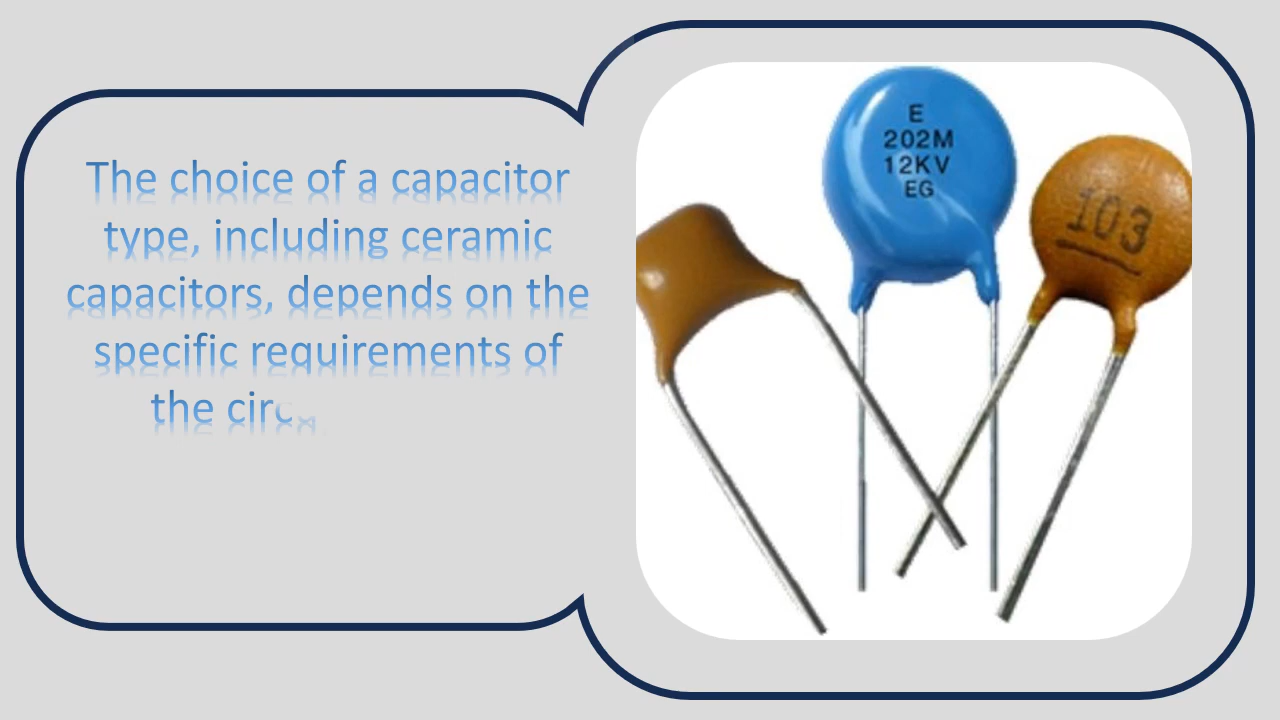 The choice of a capacitor
type, including ceramic
capacitors, depends on the
specific requirements of
the
E
202M
12KV
EG
103